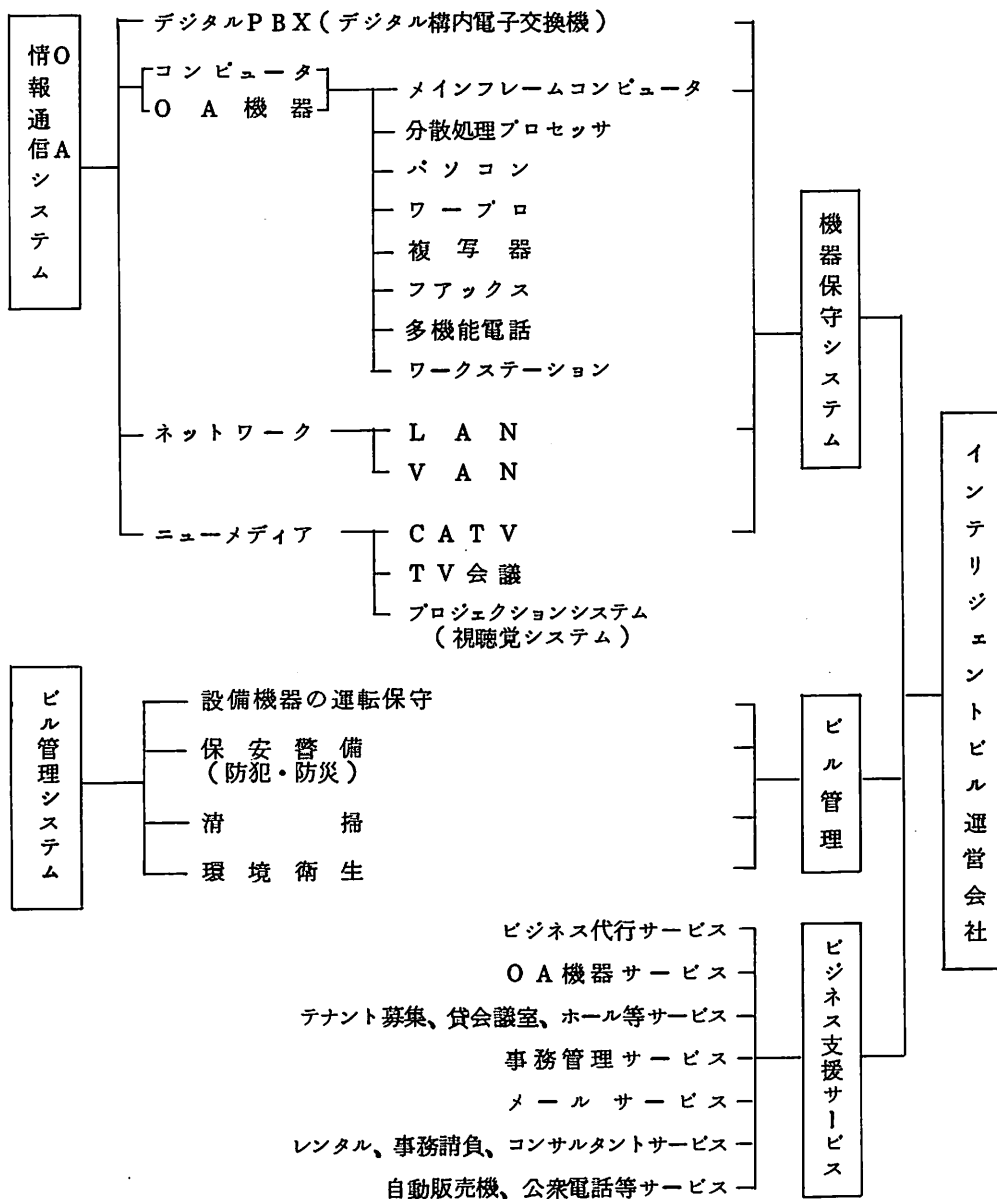 OA
情報通信システム
デジタルPBX(デジタル構内電子交換機)
コンピュータ
OA機器
メインフレームコンピュータ
分散処理プロセッサ
パソコン
ワープロ
複写器
フアックス
多機能電話
ワークステーション
ネットワーク
LAN
VAN
ニューメディア
CATV
TV会議
プロジェクションシステム
(視聴覚システム)
機器保守システム
ビル管理システム
設備機器の運転保守
保安警備
(防犯・防災)
清掃
環境衛生
ビル管理
ビジネス代行サービス
OA機器サービス
テナント募集、貸会議室、ホール等サービス
事務管理サービス
メールサービス
レンタル、事務請負、コンサルタントサービス
自動販売機、公衆電話等サービス
ビジネス支援サービス
インテリジェントビル運営会社